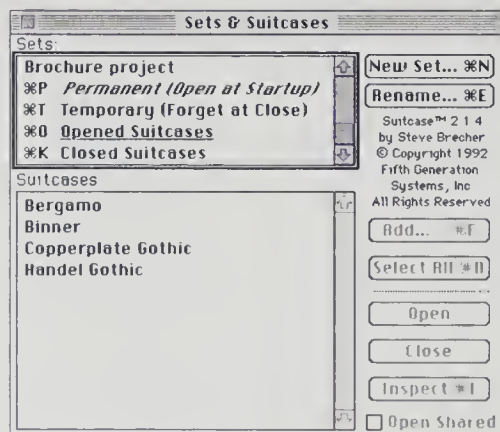 Sets & Suitcases
Sets:
Brochure project
⌘P Permanent (Open at Startup)
⌘T Temporary (Forget at Close)
⌘O Opened Suitcases
⌘K Closed Suitcases
Suitcases
Bergamo
Binner
Copperplate Gothic
Handel Gothic
New Set... ⌘N
Rename... ⌘E
Suitcase™ 2 1 4
by Steve Brecher
© Copyright 1992
Fifth Generation
Systems, Inc
All Rights Reserved
Add... ⌘F
Select All ⌘A
Open
Close
Inspect ⌘I
Open Shared